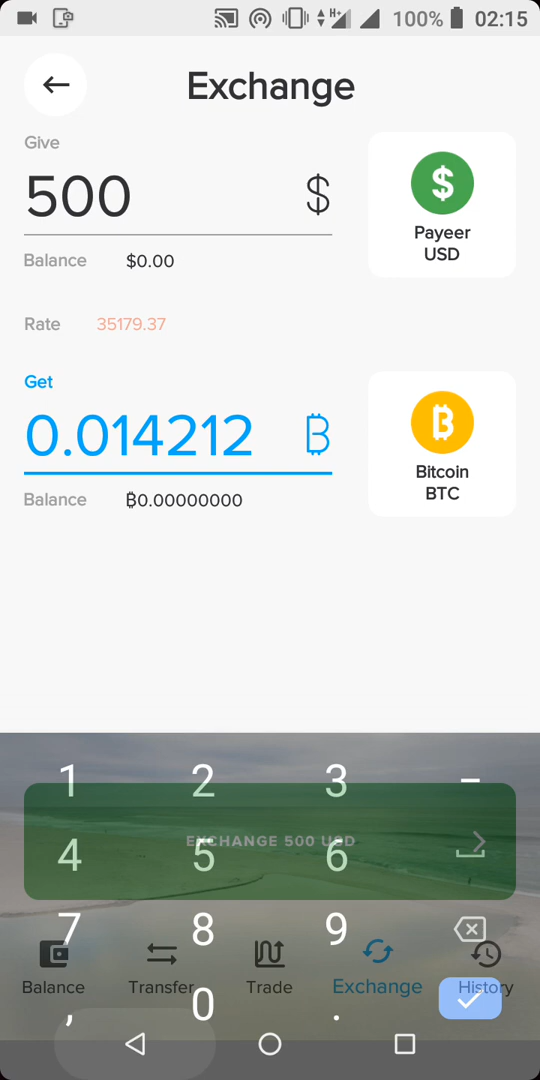 H+ 100% 02:15
Exchange
Give
500 $
Balance $0.00
Payeer
USD
Rate 35179.37
Get
0.014212 ₿
Balance ₿0.00000000
Bitcoin
BTC
1 2 3 –
EXCHANGE 500 USD
4 5 6
7 8 9
Balance Transfer Trade Exchange History
, 0 .